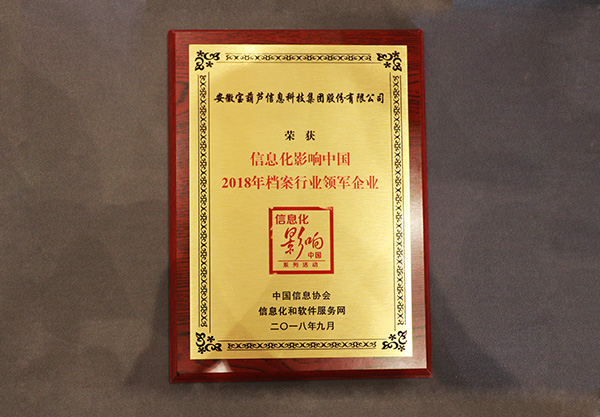 安徽宝葫芦信息科技集团股份有限公司
荣获
信息化影响中国
2018年档案行业领军企业
信息化
影响
中国
系列活动
中国信息协会
信息化和软件服务网
二〇一八年九月